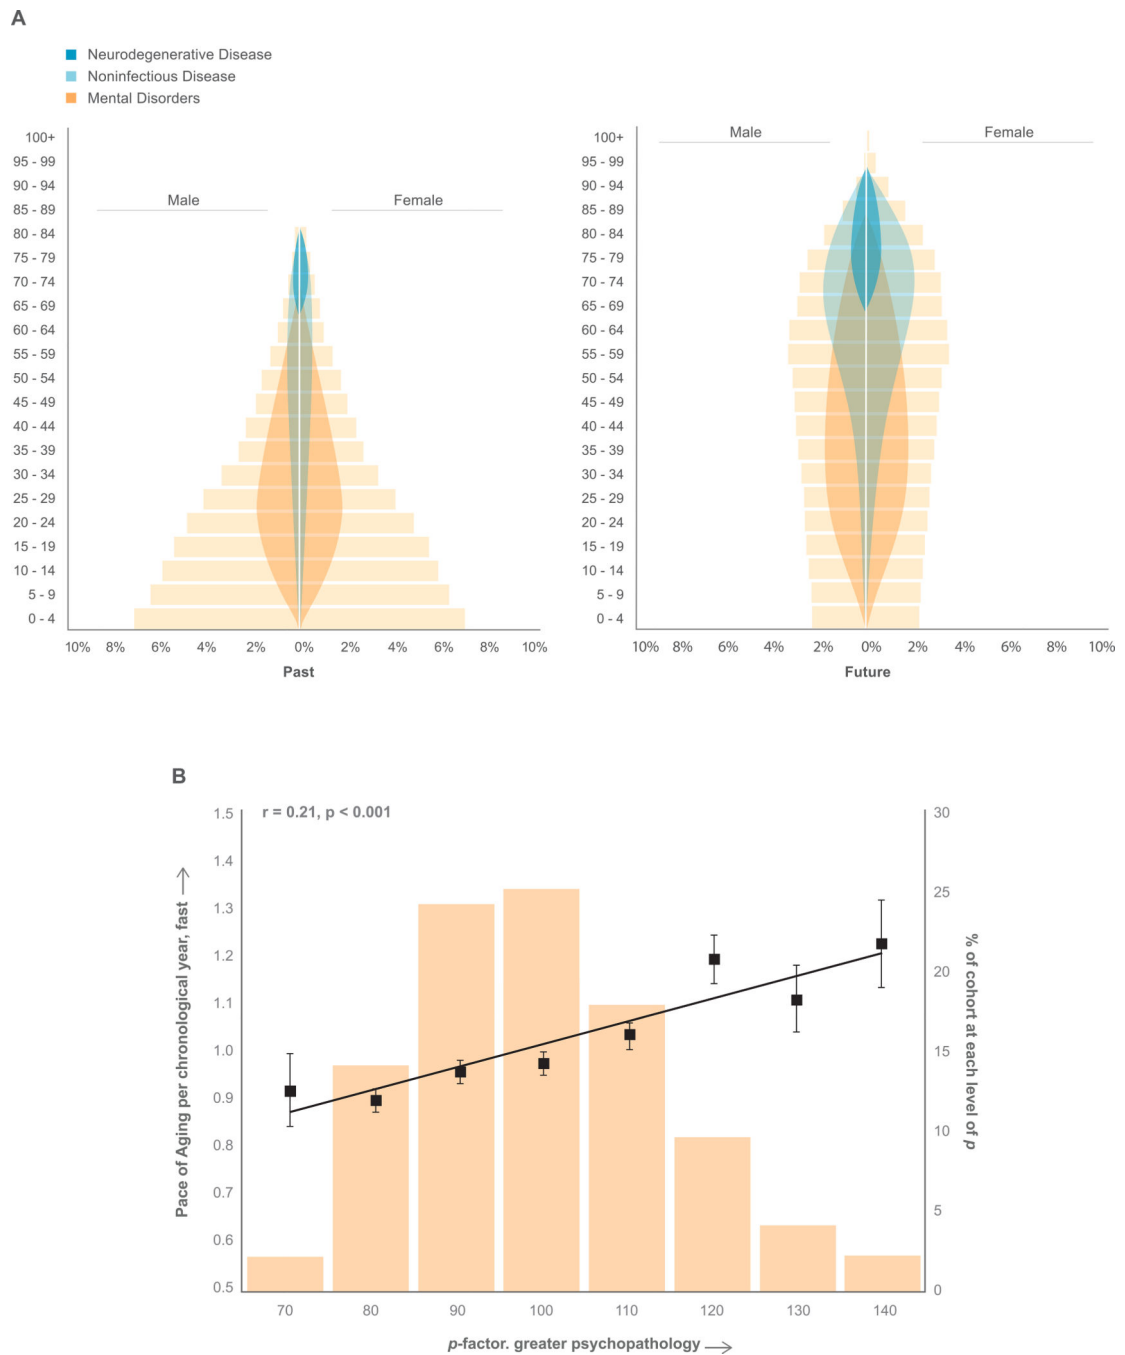 A
Neurodegenerative Disease
Noninfectious Disease
Mental Disorders
100+
95 - 99
90 - 94
85 - 89
80 - 84
75 - 79
70 - 74
65 - 69
60 - 64
55 - 59
50 - 54
45 - 49
40 - 44
35 - 39
30 - 34
25 - 29
20 - 24
15 - 19
10 - 14
5 - 9
0 - 4
Male
Female
10% 8% 6% 4% 2% 0% 2% 4% 6% 8% 10%
Past
100+
95 - 99
90 - 94
85 - 89
80 - 84
75 - 79
70 - 74
65 - 69
60 - 64
55 - 59
50 - 54
45 - 49
40 - 44
35 - 39
30 - 34
25 - 29
20 - 24
15 - 19
10 - 14
5 - 9
0 - 4
Male
Female
10% 8% 6% 4% 2% 0% 2% 4% 6% 8% 10%
Future
B
r = 0.21, p < 0.001
Pace of Aging per chronological year, fast →
1.5
1.4
1.3
1.2
1.1
1.0
0.9
0.8
0.7
0.6
0.5
30
25
20
15
10
5
0
% of cohort at each level of p
70 80 90 100 110 120 130 140
p-factor. greater psychopathology →